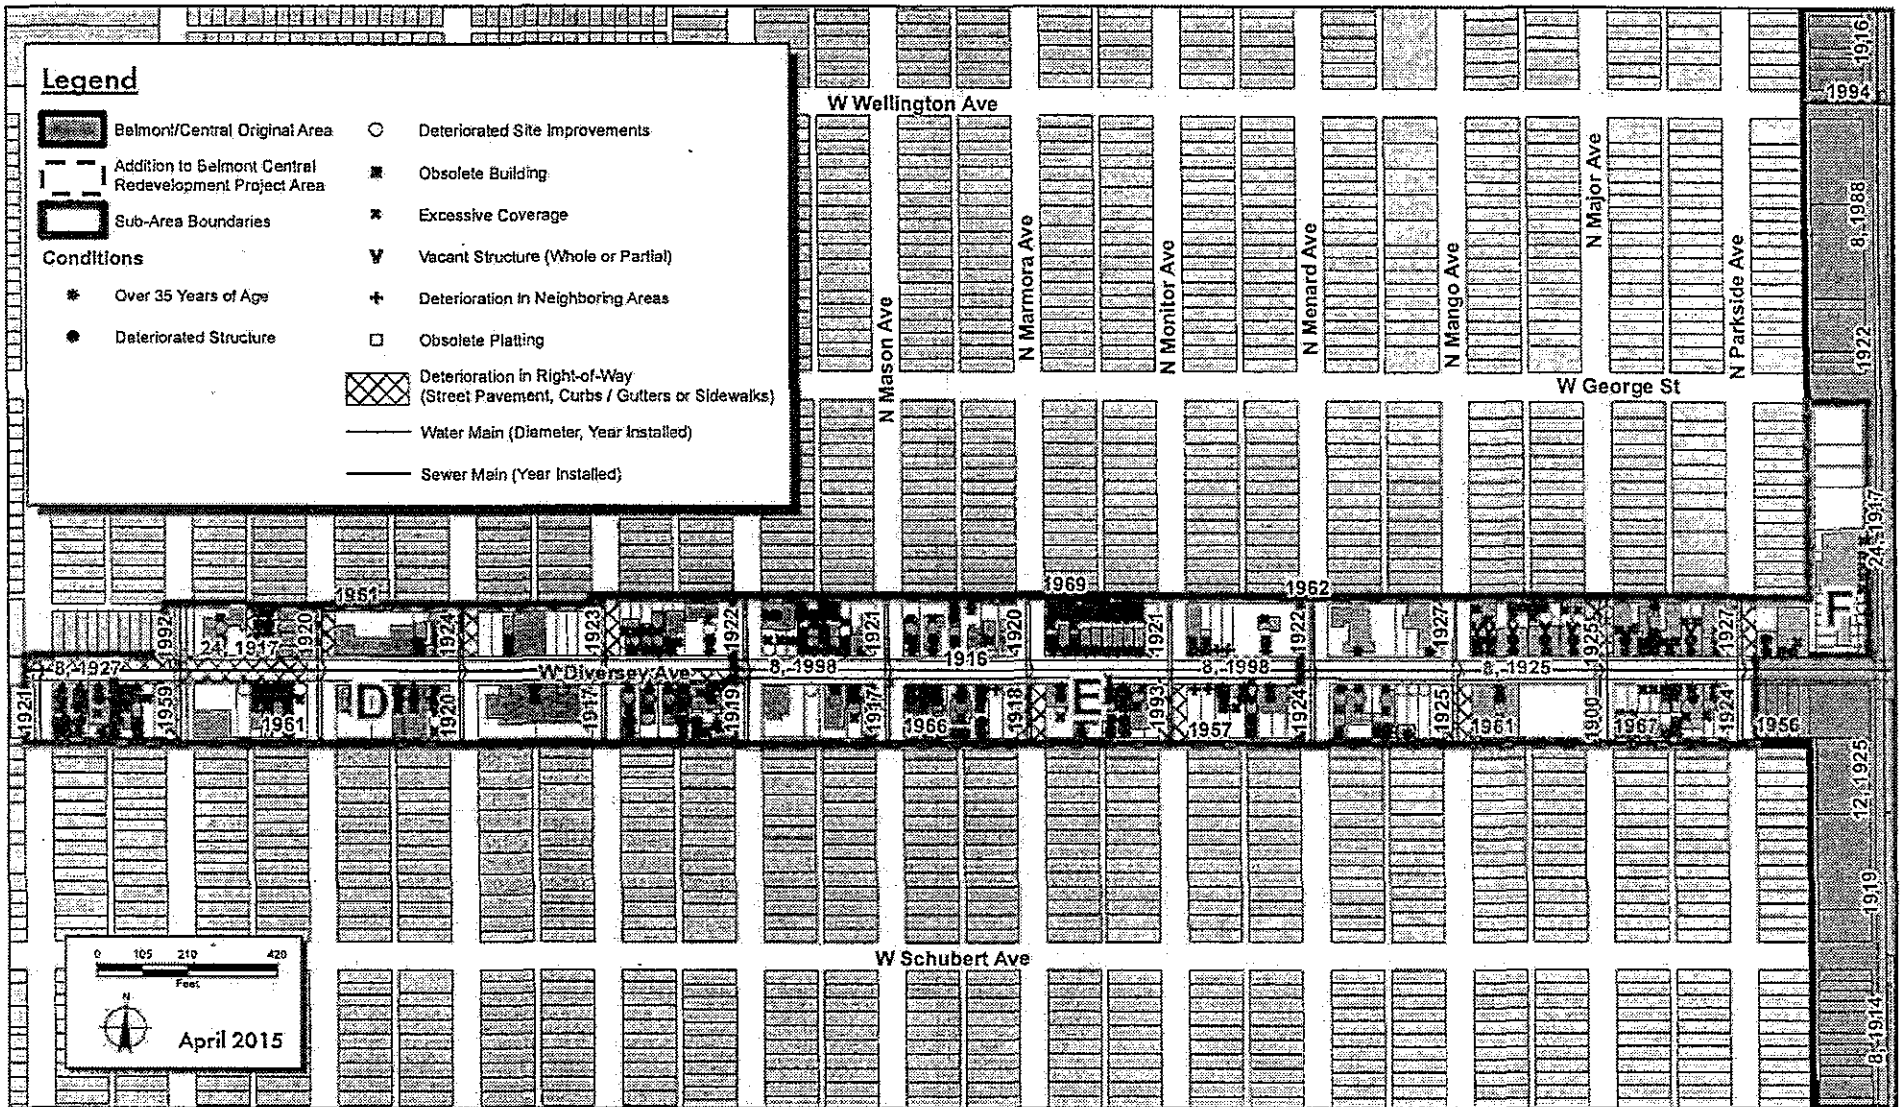 Legend
Belmont/Central Original Area
Addition to Belmont Central
Redevelopment Project Area
Sub-Area Boundaries
Conditions
Over 35 Years of Age
Deteriorated Structure
Deteriorated Site Improvements
Obsolete Building
Excessive Coverage
Vacant Structure (Whole or Partial)
Deterioration in Neighboring Areas
Obsolete Platting
Deterioration in Right-of-Way
(Street Pavement, Curbs / Gutters or Sidewalks)
Water Main (Diameter, Year Installed)
Sewer Main (Year Installed)
W Wellington Ave
N Mason Ave
N Marmora Ave
N Monitor Ave
N Menard Ave
N Mango Ave
N Major Ave
N Parkside Ave
W George St
1916
1994
8, 1988
1922
24, 1917
F
1951
1969
1962
1992
24, 1917
1920
1924
1923
1922
1921
1920
1921
1922
1927
1925
1927
8, 1927
W Diversey Ave
8, 1998
1916
8, 1998
8, 1925
1921
1959
1961
D
1920
1917
1919
1917
1966
1918
E
1993
1957
1924
1925
1961
1900
1967
1924
1956
12, 1925
1919
8, 1914
W Schubert Ave
0 105 210 420
Feet
N
April 2015